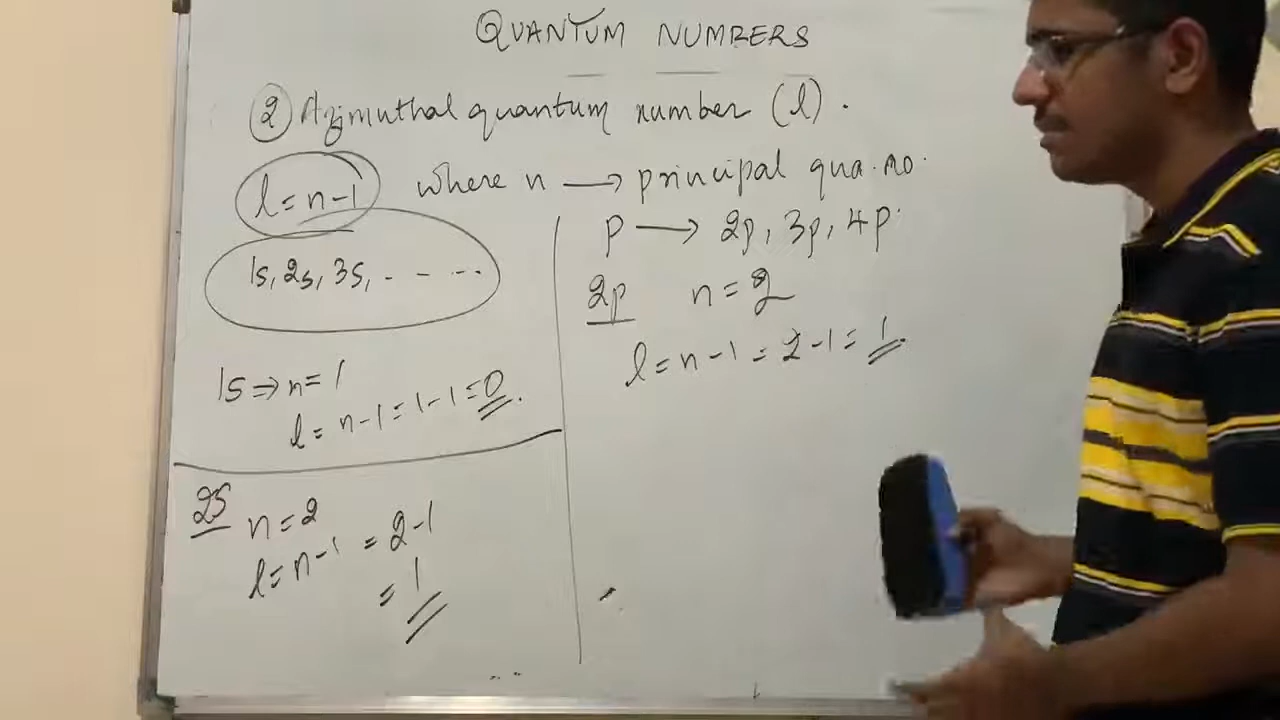 QUANTUM NUMBERS
② Azimuthal quantum number (l).
l = n-1 where n → principal qua. no.
1s, 2s, 3s, - - - ...
1s ⇒ n = 1
l = n-1 = 1-1 = 0.
2s n = 2
l = n-1 = 2-1
= 1
p → 2p, 3p, 4p.
2p n = 2
l = n-1 = 2-1 = 1.